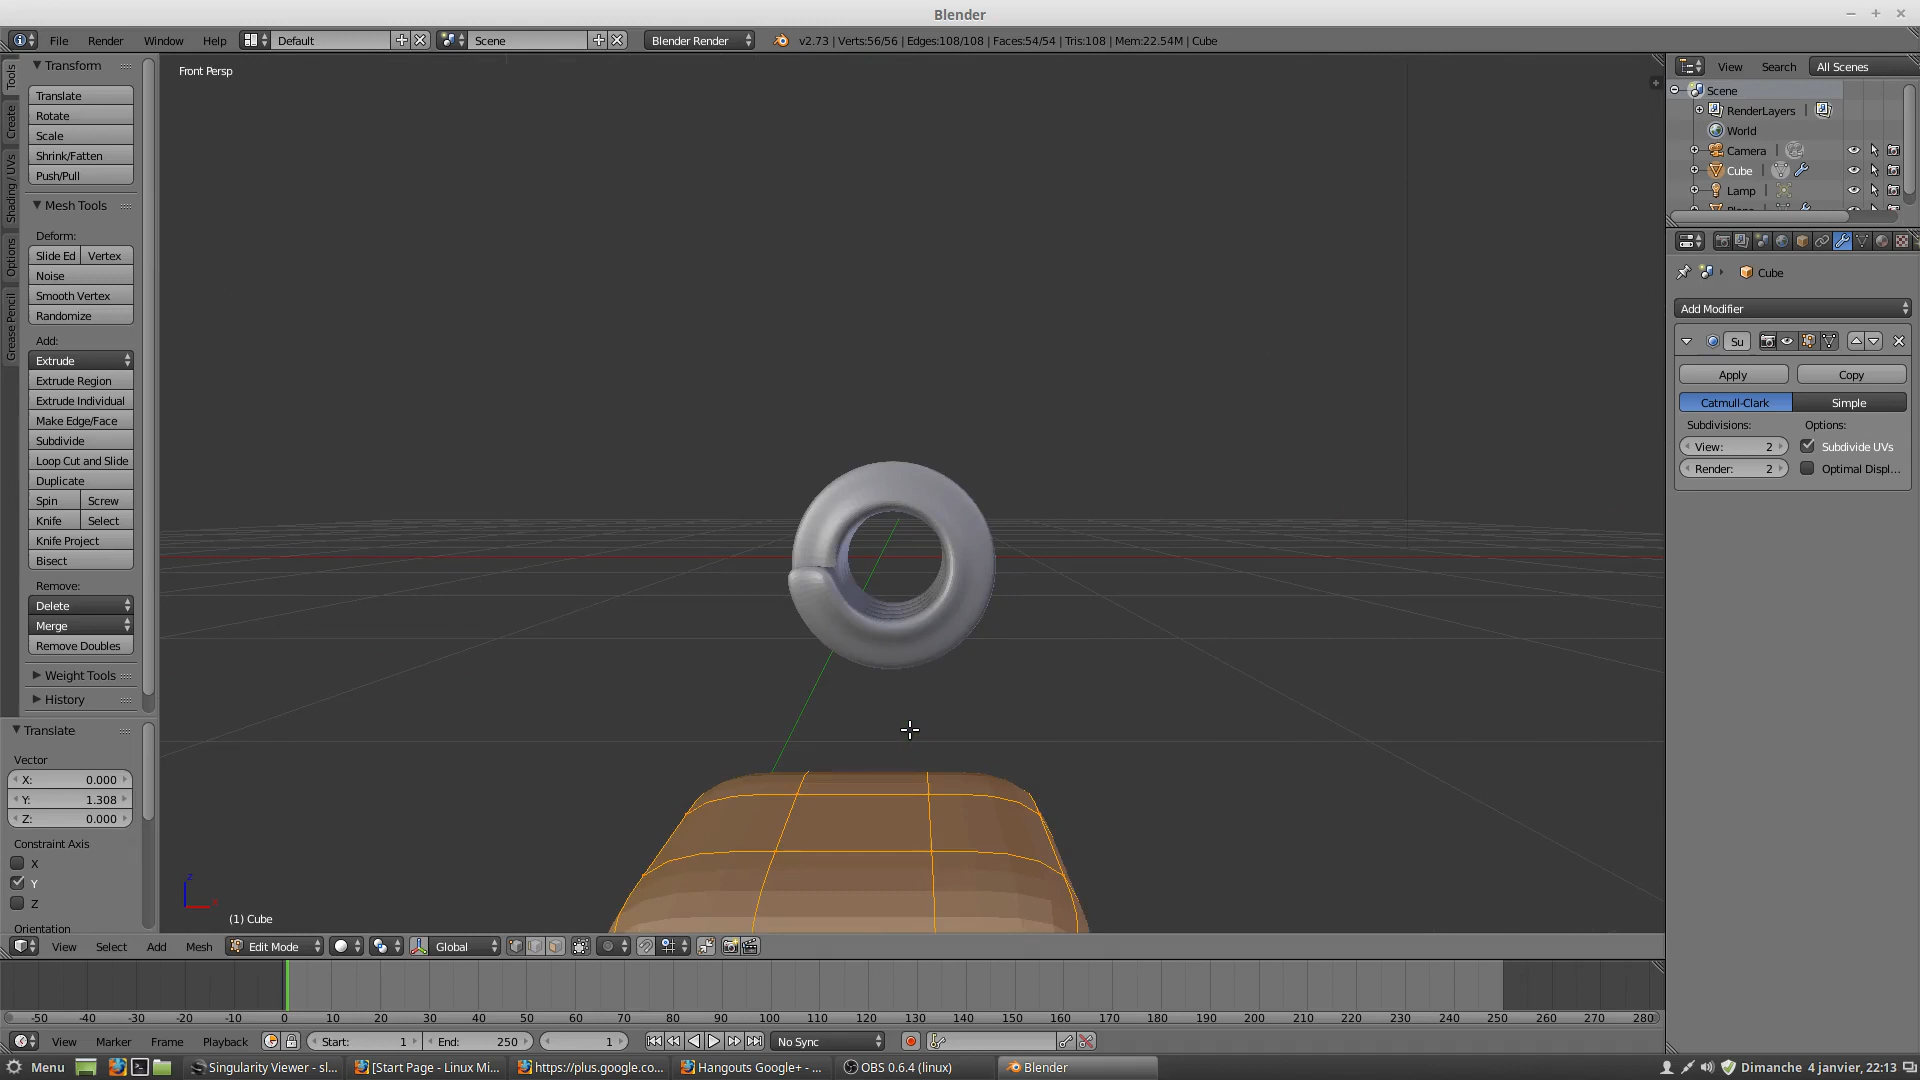 Blender
File Render Window Help Default Scene Blender Render v2.73 | Verts:56/56 | Edges:108/108 | Faces:54/54 | Tris:108 | Mem:22.54M | Cube
Tools
Create
Shading / UVs
Options
Grease Pencil
Transform
Translate
Rotate
Scale
Shrink/Fatten
Push/Pull
Mesh Tools
Deform:
Slide Ed Vertex
Noise
Smooth Vertex
Randomize
Add:
Extrude
Extrude Region
Extrude Individual
Make Edge/Face
Subdivide
Loop Cut and Slide
Duplicate
Spin Screw
Knife Select
Knife Project
Bisect
Remove:
Delete
Merge
Remove Doubles
Weight Tools
History
Translate
Vector
X: 0.000
Y: 1.308
Z: 0.000
Constraint Axis
X
Y
Z
Orientation
Front Persp
(1) Cube
View Search All Scenes
Scene
RenderLayers
World
Camera
Cube
Lamp
Cube
Add Modifier
Su
Apply Copy
Catmull-Clark Simple
Subdivisions: Options:
View: 2 Subdivide UVs
Render: 2 Optimal Displ...
View Select Add Mesh Edit Mode Global
-50 -40 -30 -20 -10 0 10 20 30 40 50 60 70 80 90 100 110 120 130 140 150 160 170 180 190 200 210 220 230 240 250 260 270 280
View Marker Frame Playback Start: 1 End: 250 1 No Sync
Menu Singularity Viewer - sl... [Start Page - Linux Mi... https://plus.google.co... Hangouts Google+ - ... OBS 0.6.4 (linux) Blender Dimanche 4 janvier, 22:13